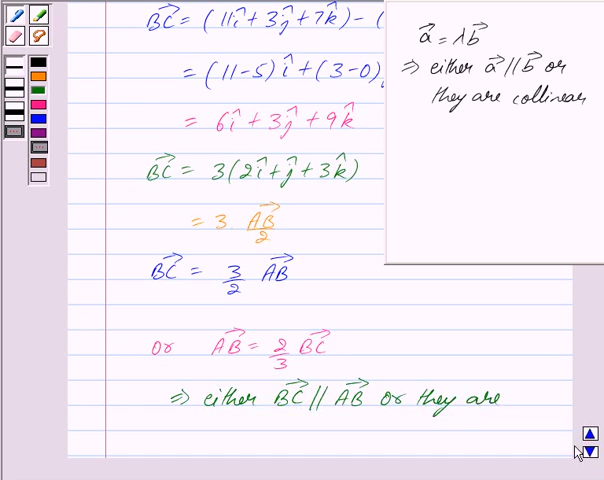 BC→ = (11î + 3ĵ + 7k̂) − (
= (11−5) î + (3−0)
= 6î + 3ĵ + 9k̂
BC→ = 3(2î + ĵ + 3k̂)
= 3. AB→/2
BC→ = 3/2 AB→
or AB→ = 2/3 BC→
⇒ either BC→ // AB→ or they are
a→ = λb→
⇒ either a→ // b→ or
they are collinear